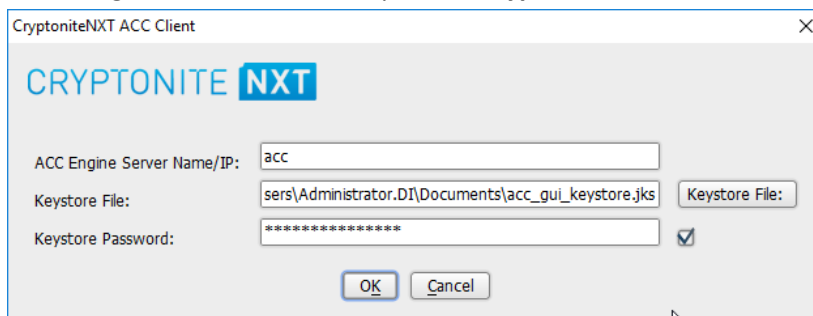 CryptoniteNXT ACC Client
CRYPTONITE NXT
ACC Engine Server Name/IP: acc
Keystore File: sers\Administrator.DI\Documents\acc_gui_keystore.jks Keystore File:
Keystore Password: ***************
OK Cancel